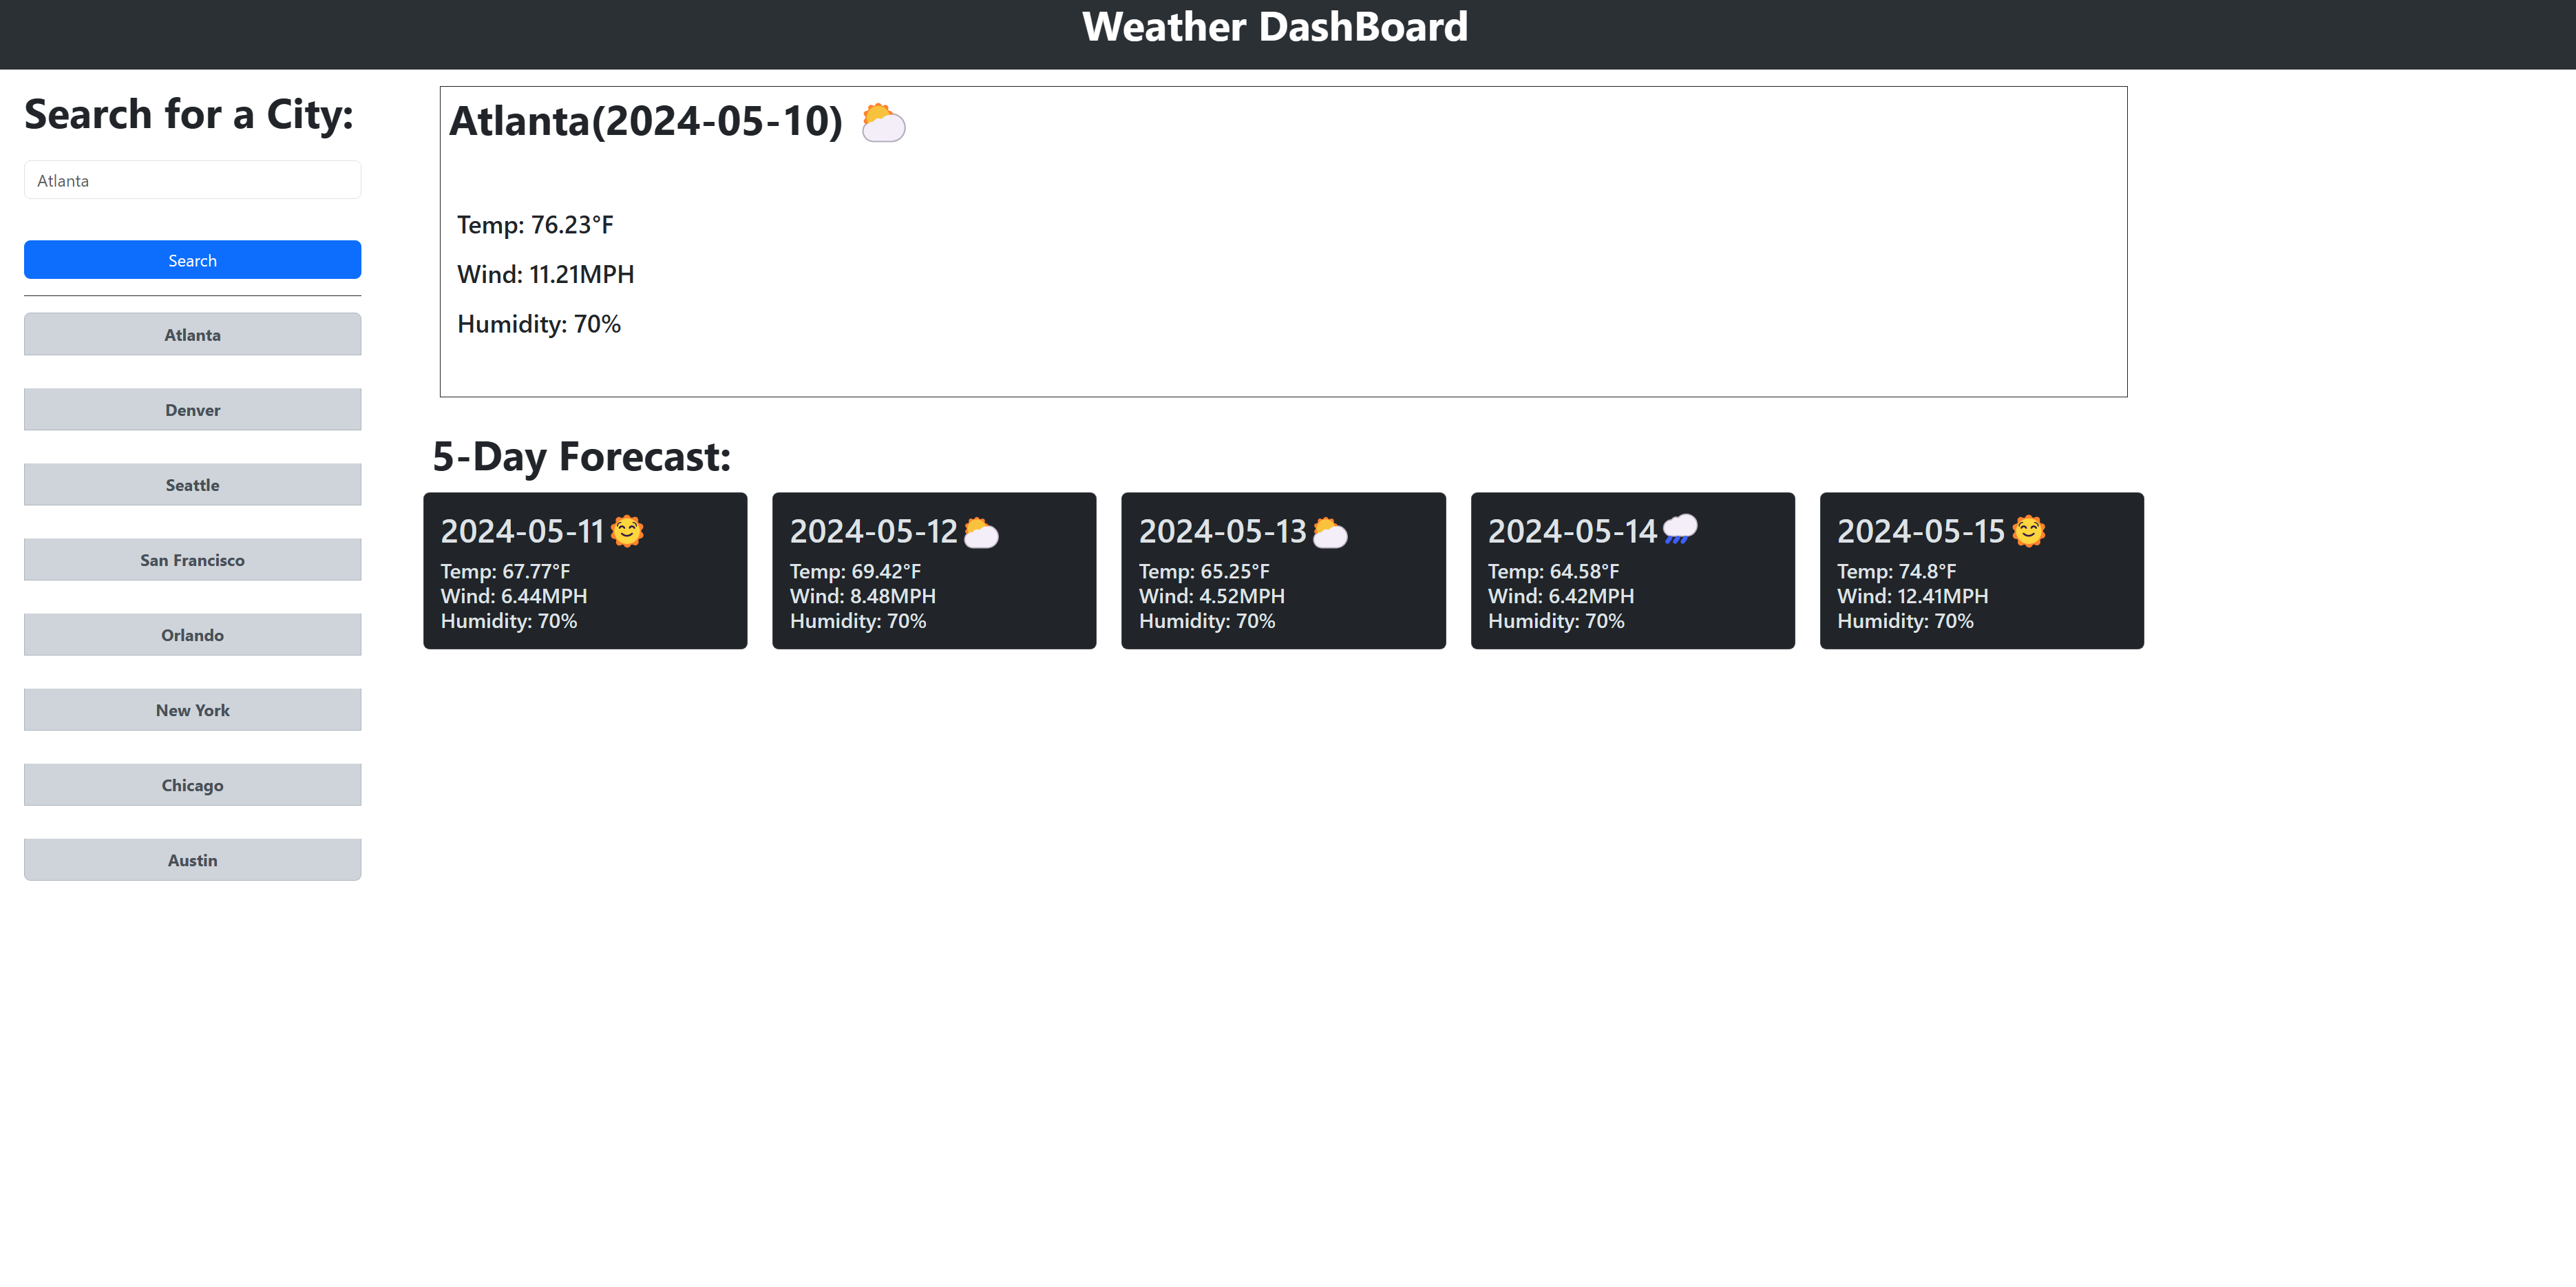 Weather DashBoard
Search for a City:
Atlanta
Search
Atlanta
Denver
Seattle
San Francisco
Orlando
New York
Chicago
Austin
Atlanta(2024-05-10)
Temp: 76.23°F
Wind: 11.21MPH
Humidity: 70%
5-Day Forecast:
2024-05-11
Temp: 67.77°F
Wind: 6.44MPH
Humidity: 70%
2024-05-12
Temp: 69.42°F
Wind: 8.48MPH
Humidity: 70%
2024-05-13
Temp: 65.25°F
Wind: 4.52MPH
Humidity: 70%
2024-05-14
Temp: 64.58°F
Wind: 6.42MPH
Humidity: 70%
2024-05-15
Temp: 74.8°F
Wind: 12.41MPH
Humidity: 70%